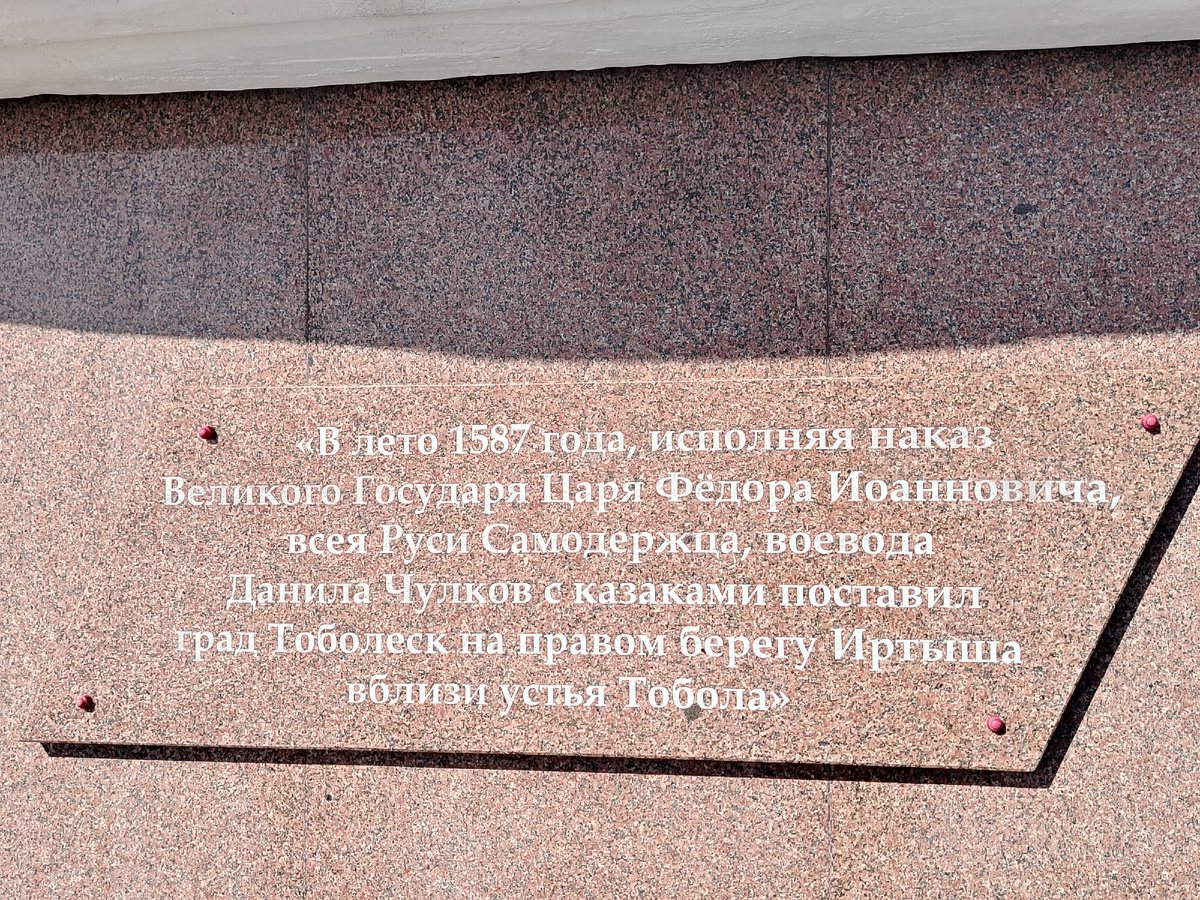 «В лето 1587 года, исполняя наказ
Великого Государя Царя Фёдора Иоанновича,
всея Руси Самодержца, воевода
Данила Чулков с казаками поставил
град Тоболеск на правом берегу Иртыша
вблизи устья Тобола»